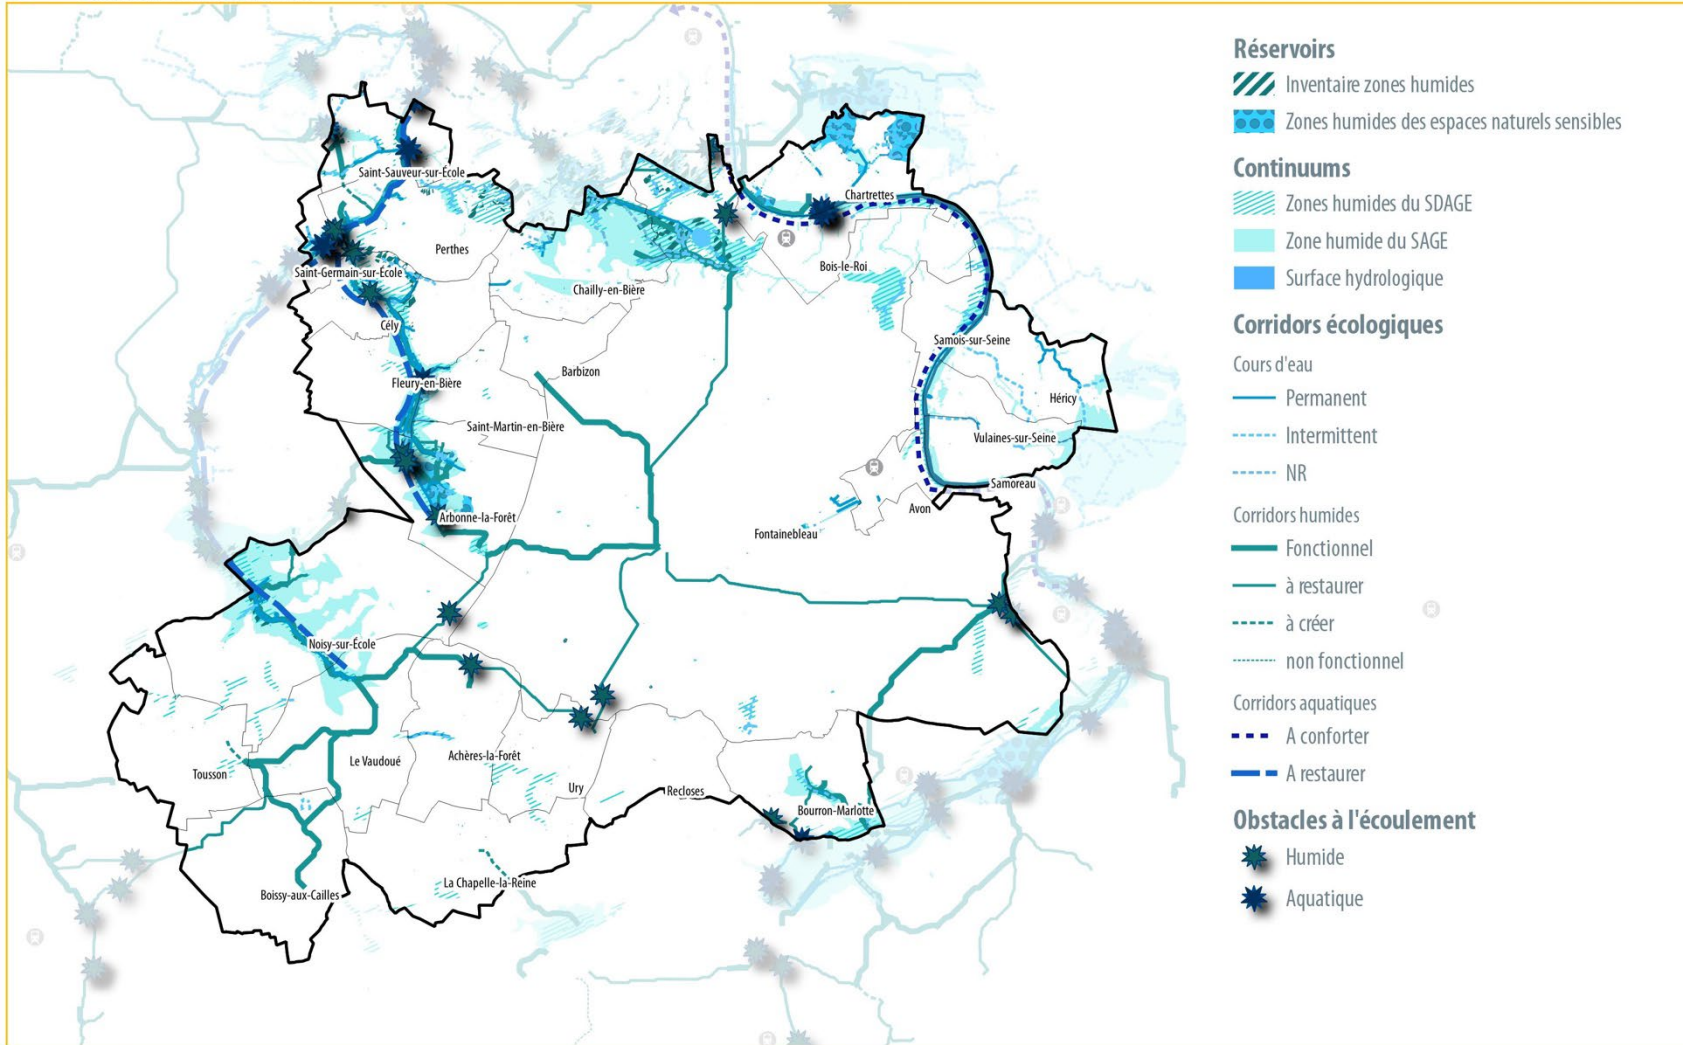 Saint-Sauveur-sur-École
Chartrettes
Perthes
Saint-Germain-sur-École
Bois-le-Roi
Chailly-en-Bière
Cély
Samois-sur-Seine
Barbizon
Fleury-en-Bière
Héricy
Saint-Martin-en-Bière
Vulaines-sur-Seine
Samoreau
Avon
Arbonne-la-Forêt
Fontainebleau
Noisy-sur-École
Achères-la-Forêt
Le Vaudoué
Tousson
Ury
Recloses
Bourron-Marlotte
La Chapelle-la-Reine
Boissy-aux-Cailles
Réservoirs
Inventaire zones humides
Zones humides des espaces naturels sensibles
Continuums
Zones humides du SDAGE
Zone humide du SAGE
Surface hydrologique
Corridors écologiques
Cours d'eau
Permanent
Intermittent
NR
Corridors humides
Fonctionnel
à restaurer
à créer
non fonctionnel
Corridors aquatiques
A conforter
A restaurer
Obstacles à l'écoulement
Humide
Aquatique